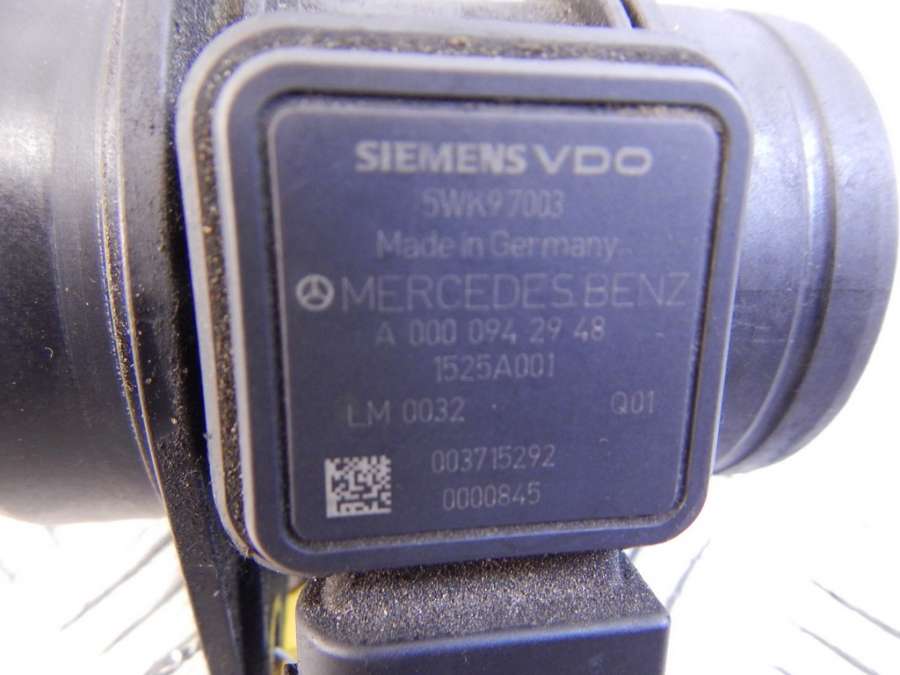 SIEMENS VDO
5WK97003
Made in Germany
MERCEDES BENZ
A 000 094 29 48
1525A001
LM 0032 Q01
003715292
0000845